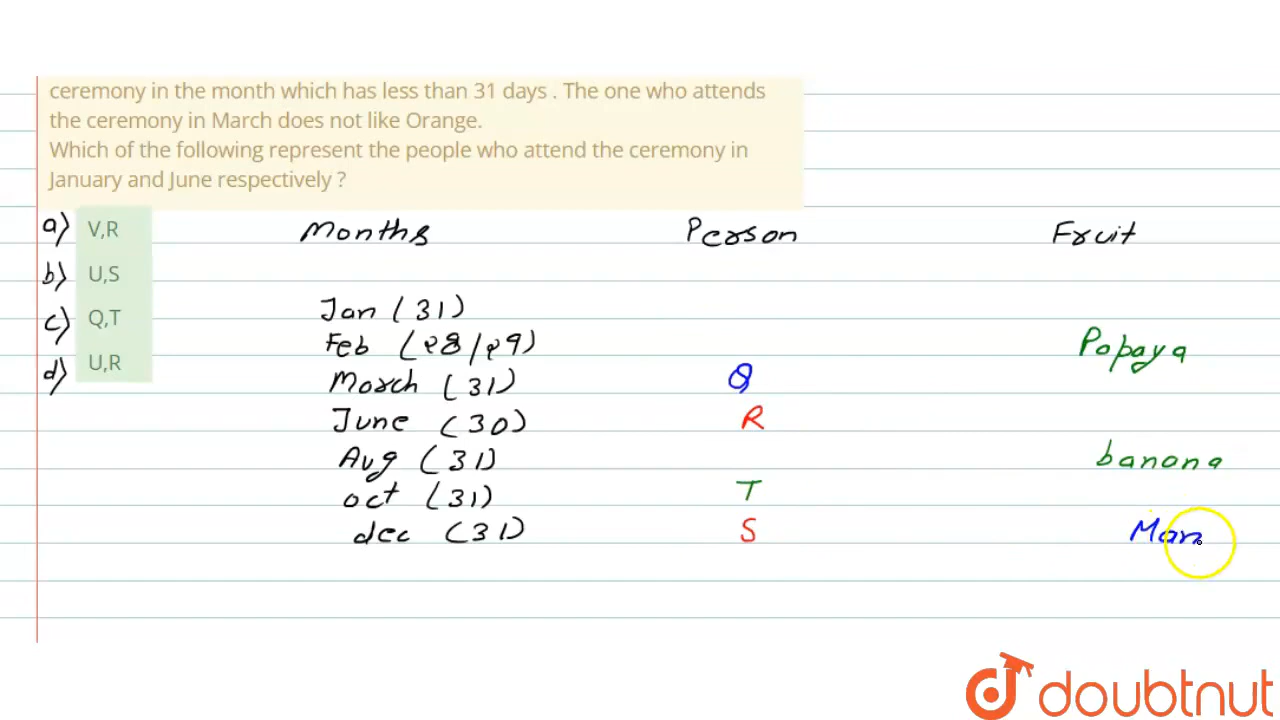 ceremony in the month which has less than 31 days . The one who attends
the ceremony in March does not like Orange.
Which of the following represent the people who attend the ceremony in
January and June respectively ?
a) V,R
b) U,S
c) Q,T
d) U,R
Months Person Fruit
Jan (31)
Feb (28/29) Papaya
March (31) Q
June (30) R
Aug (31) banana
oct (31) T
dec (31) S Man
doubtnut